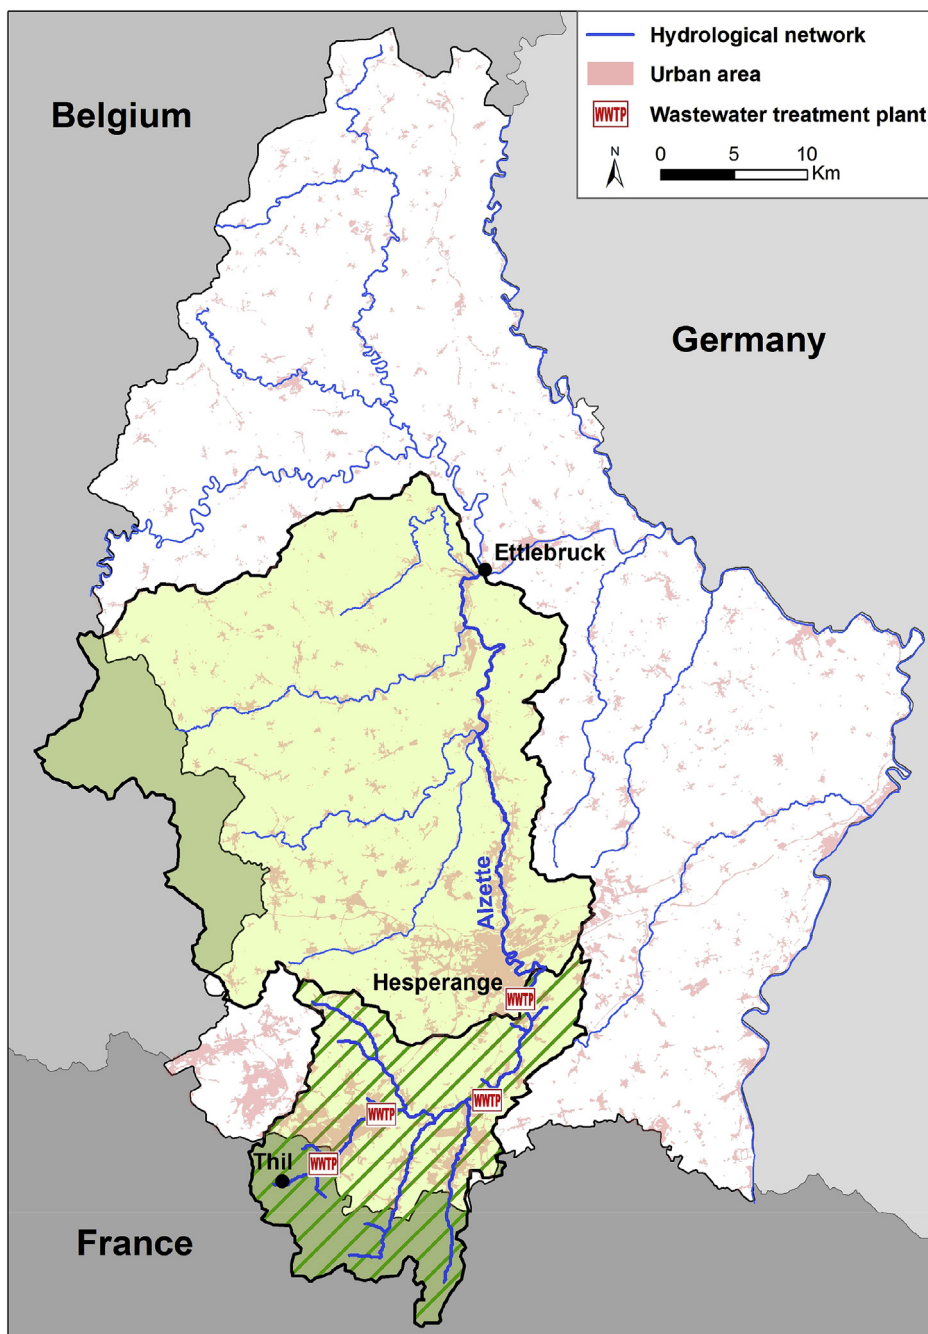 Hydrological network
Urban area
WWTP Wastewater treatment plant
N
0 5 10
Km
Belgium
Germany
Ettlebruck
Alzette
Hesperange
WWTP
WWTP
WWTP
Thil
WWTP
France